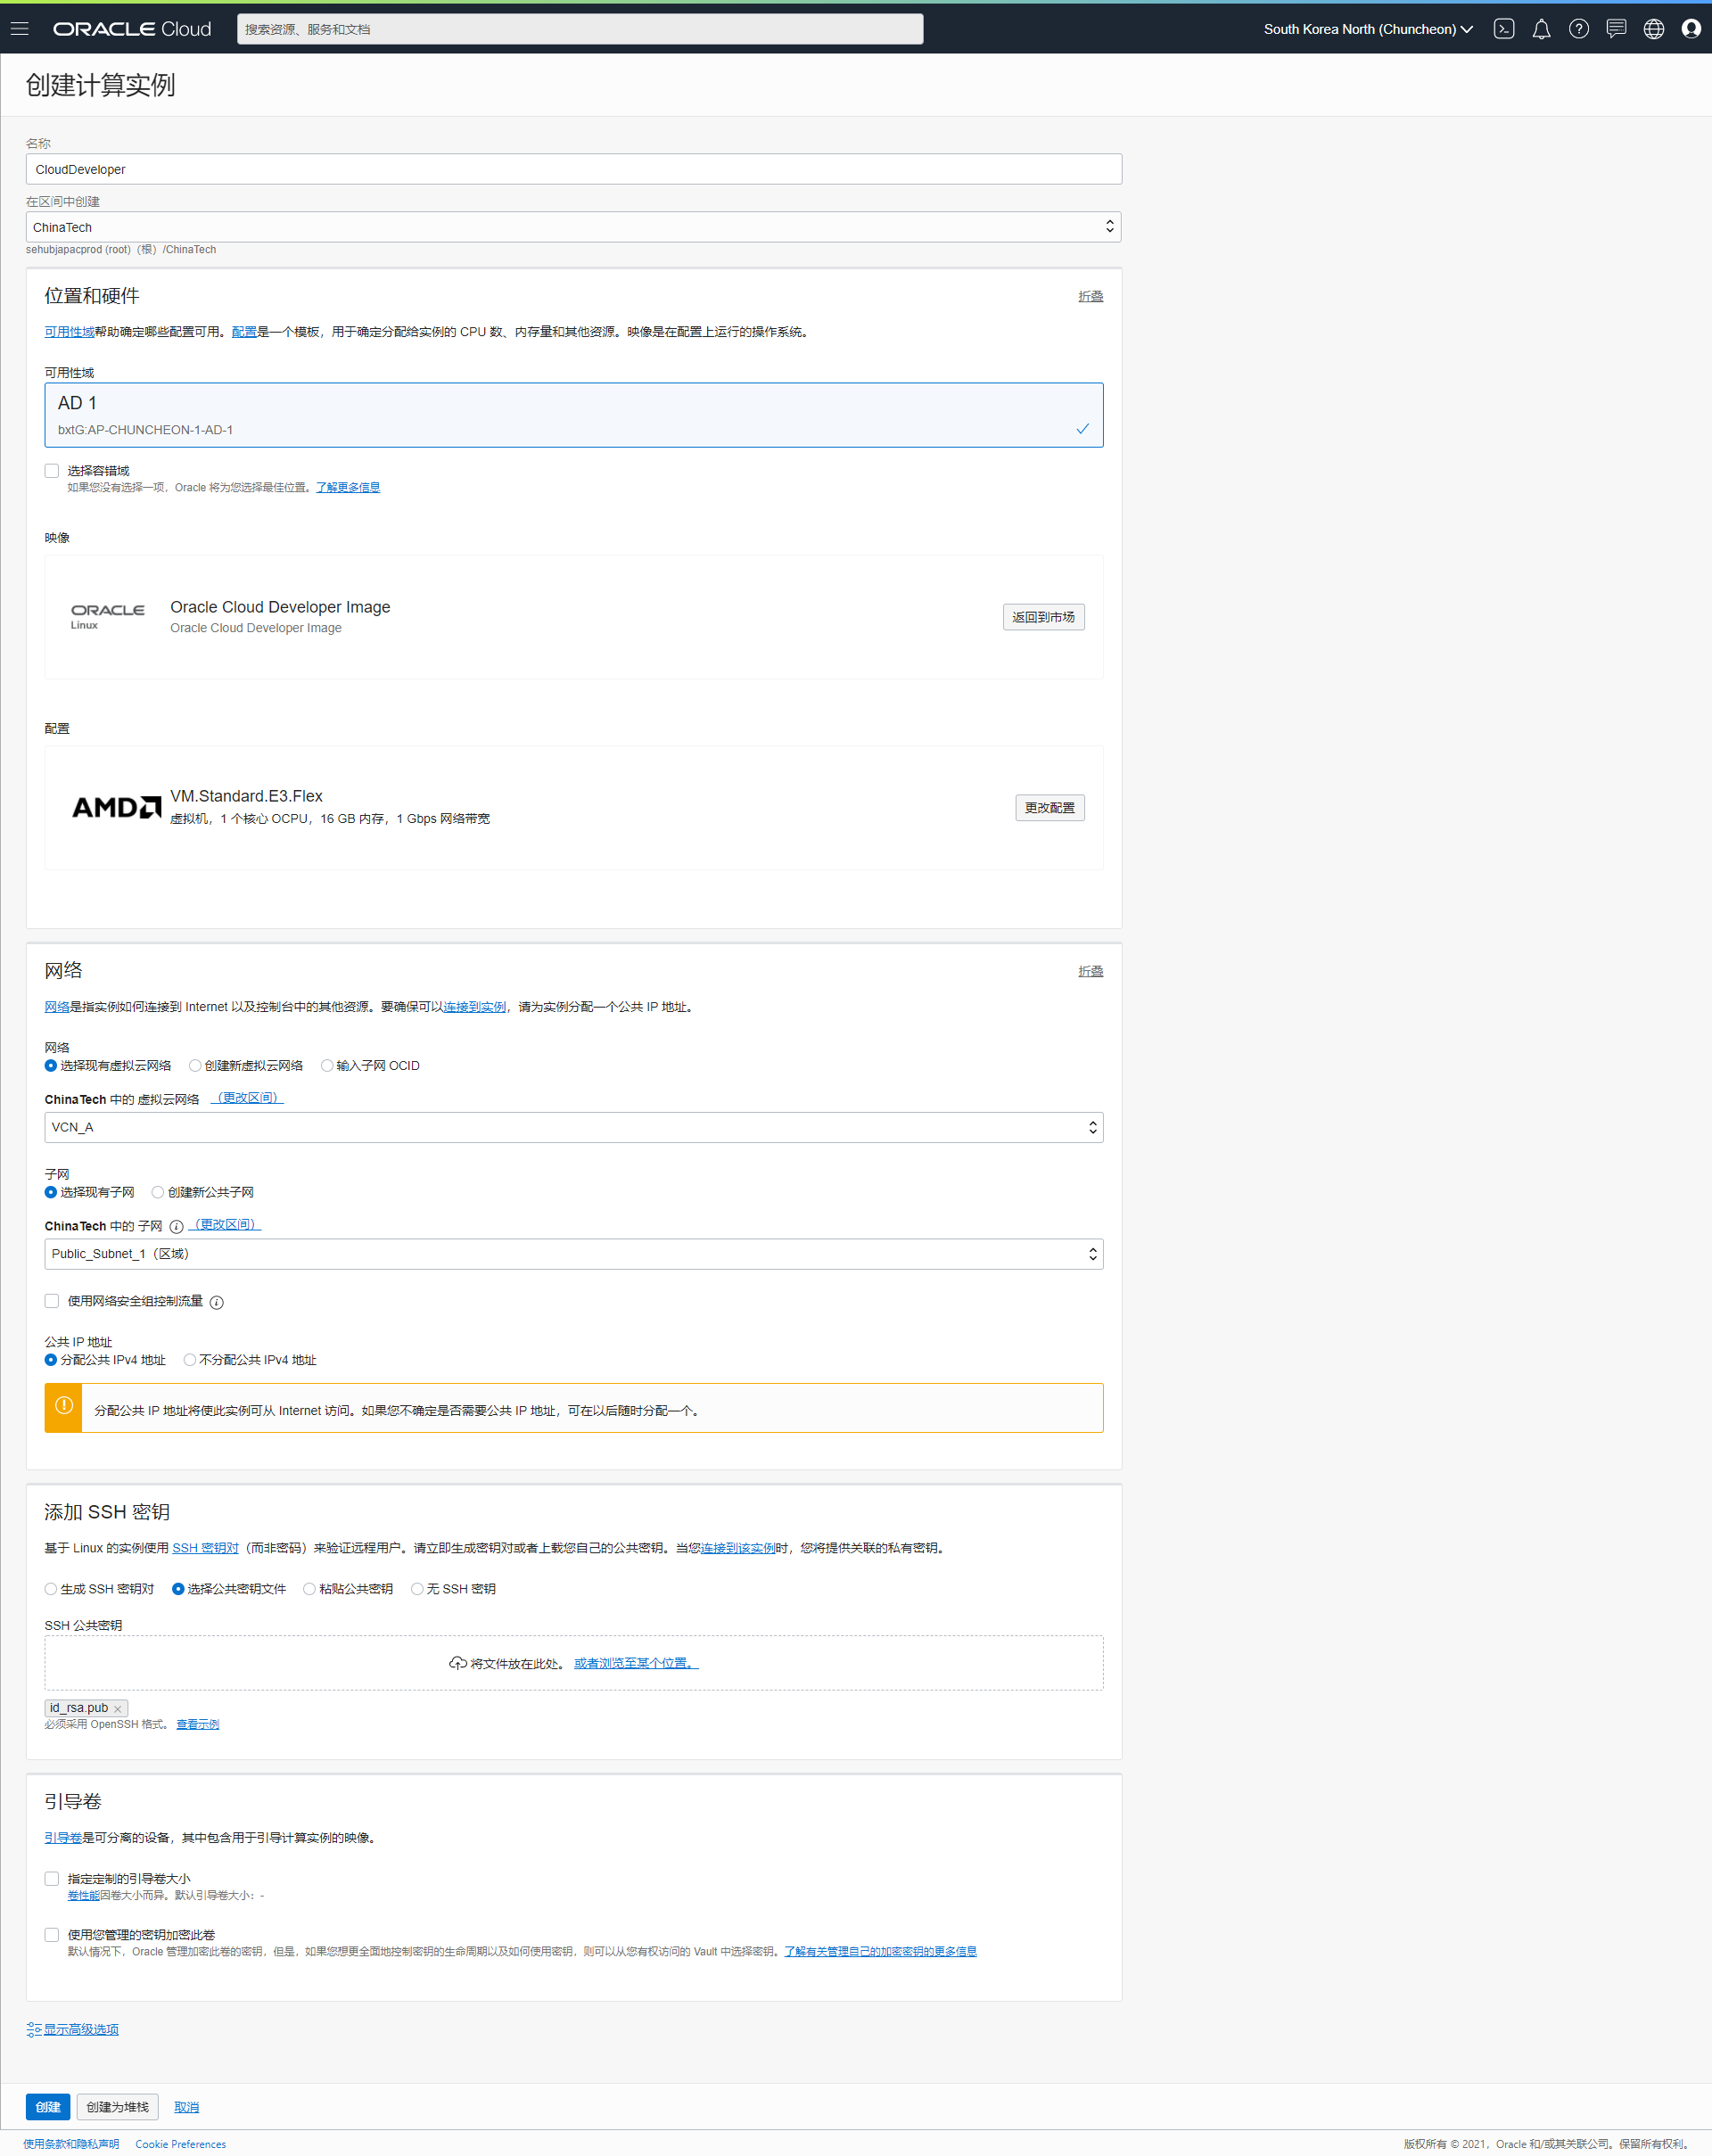 ORACLE Cloud
搜索资源、服务和文档
South Korea North (Chuncheon)
创建计算实例
名称
CloudDeveloper
在区间中创建
ChinaTech
sehubjapacprod (root)（根）/ChinaTech
位置和硬件
折叠
可用性域帮助确定哪些配置可用。配置是一个模板，用于确定分配给实例的 CPU 数、内存量和其他资源。映像是在配置上运行的操作系统。
可用性域
AD 1
bxtG:AP-CHUNCHEON-1-AD-1
选择容错域
如果您没有选择一项，Oracle 将为您选择最佳位置。了解更多信息
映像
ORACLE
Linux
Oracle Cloud Developer Image
Oracle Cloud Developer Image
返回到市场
配置
AMD
VM.Standard.E3.Flex
虚拟机，1 个核心 OCPU，16 GB 内存，1 Gbps 网络带宽
更改配置
网络
折叠
网络是指实例如何连接到 Internet 以及控制台中的其他资源。要确保可以连接到实例，请为实例分配一个公共 IP 地址。
网络
选择现有虚拟云网络 创建新虚拟云网络 输入子网 OCID
ChinaTech 中的 虚拟云网络 （更改区间）
VCN_A
子网
选择现有子网 创建新公共子网
ChinaTech 中的 子网 （更改区间）
Public_Subnet_1（区域）
使用网络安全组控制流量
公共 IP 地址
分配公共 IPv4 地址 不分配公共 IPv4 地址
分配公共 IP 地址将使此实例可从 Internet 访问。如果您不确定是否需要公共 IP 地址，可在以后随时分配一个。
添加 SSH 密钥
基于 Linux 的实例使用 SSH 密钥对（而非密码）来验证远程用户。请立即生成密钥对或者上载您自己的公共密钥。当您连接到该实例时，您将提供关联的私有密钥。
生成 SSH 密钥对 选择公共密钥文件 粘贴公共密钥 无 SSH 密钥
SSH 公共密钥
将文件放在此处。 或者浏览至某个位置。
id_rsa.pub
必须采用 OpenSSH 格式。 查看示例
引导卷
引导卷是可分离的设备，其中包含用于引导计算实例的映像。
指定定制的引导卷大小
卷性能因卷大小而异。默认引导卷大小：-
使用您管理的密钥加密此卷
默认情况下，Oracle 管理加密此卷的密钥，但是，如果您想更全面地控制密钥的生命周期以及如何使用密钥，则可以从您有权访问的 Vault 中选择密钥。了解有关管理自己的加密密钥的更多信息
显示高级选项
创建 创建为堆栈 取消
使用条款和隐私声明 Cookie Preferences
版权所有 © 2021，Oracle 和/或其关联公司。保留所有权利。